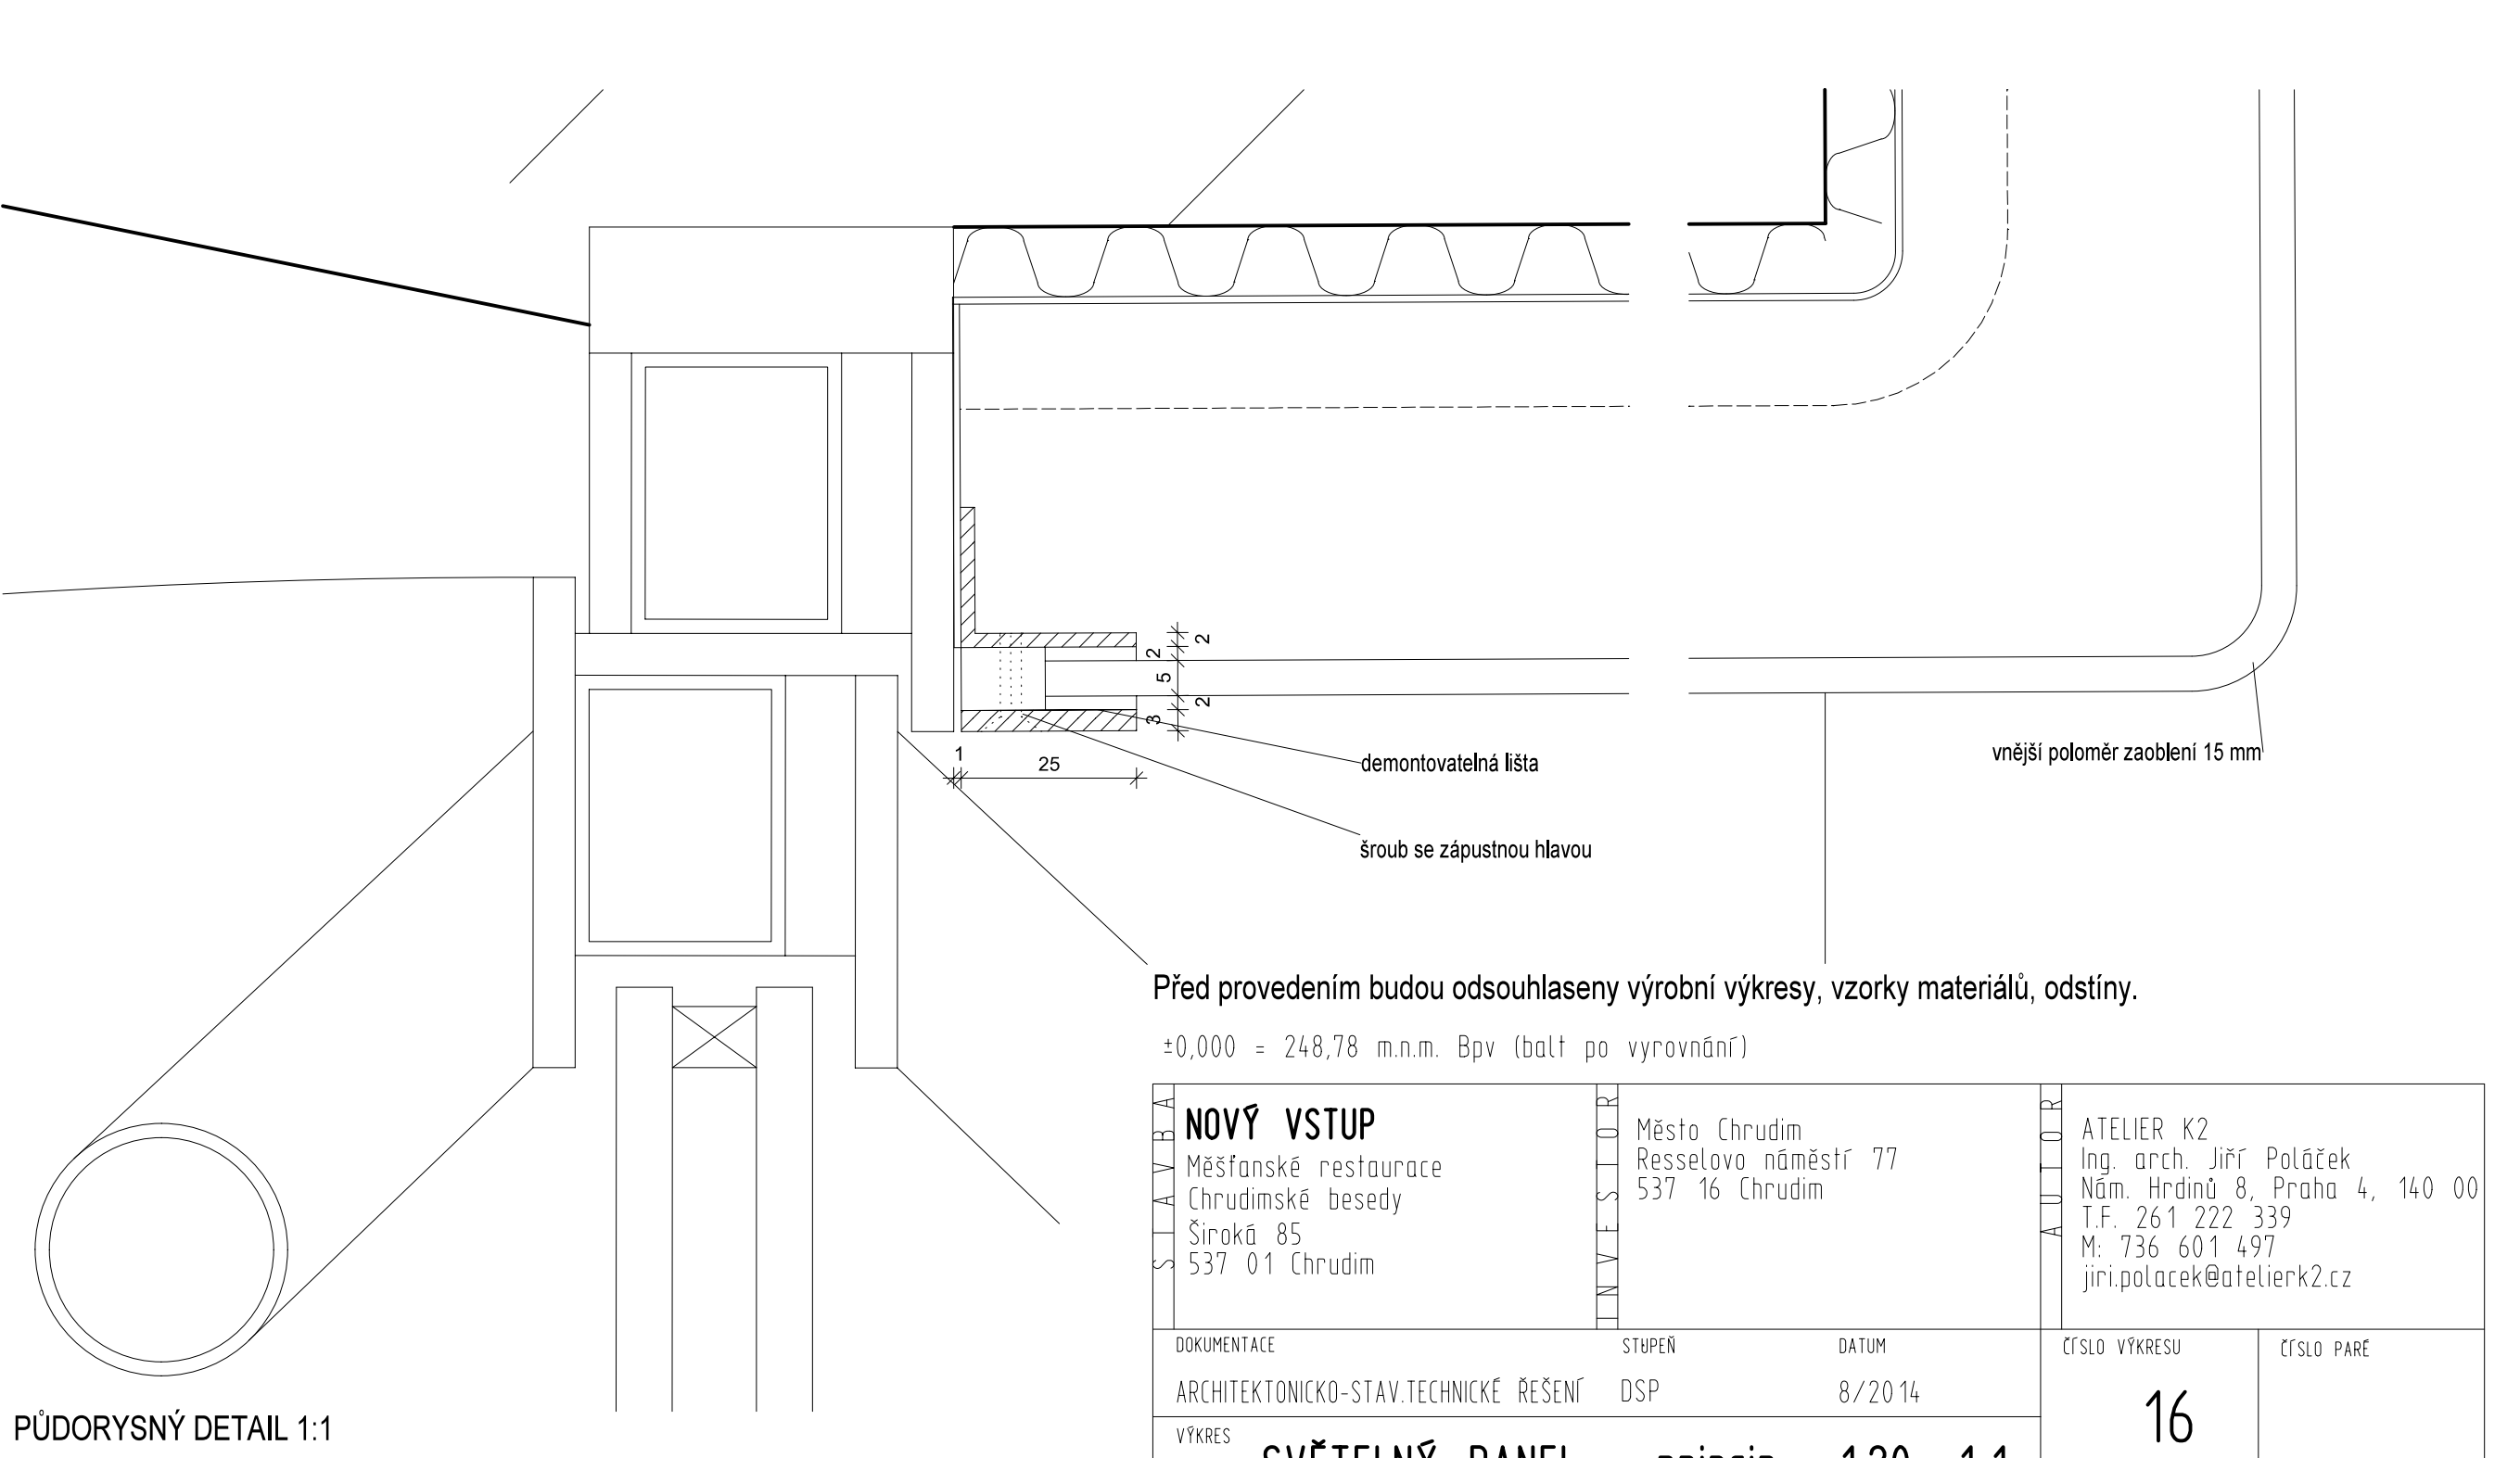 2
2
5
2
3
1
25
demontovatelná lišta
vnější poloměr zaoblení 15 mm
šroub se zápustnou hlavou
Před provedením budou odsouhlaseny výrobní výkresy, vzorky materiálů, odstíny.
±0,000 = 248,78 m.n.m. Bpv (balt po vyrovnání)
STAVBA
NOVÝ VSTUP
Měšťanské restaurace
Chrudimské besedy
Široká 85
537 01 Chrudim
INVESTOR
Město Chrudim
Resselovo náměstí 77
537 16 Chrudim
AUTOR
ATELIER K2
Ing. arch. Jiří Poláček
Nám. Hrdinů 8, Praha 4, 140 00
T.F. 261 222 339
M: 736 601 497
jiri.polacek@atelierk2.cz
DOKUMENTACE
ARCHITEKTONICKO-STAV.TECHNICKÉ ŘEŠENÍ
STUPEŇ
DSP
DATUM
8/2014
ČÍSLO VÝKRESU
16
ČÍSLO PARÉ
VÝKRES
SVĚTELNÝ PANEL
PŮDORYSNÝ DETAIL 1:1